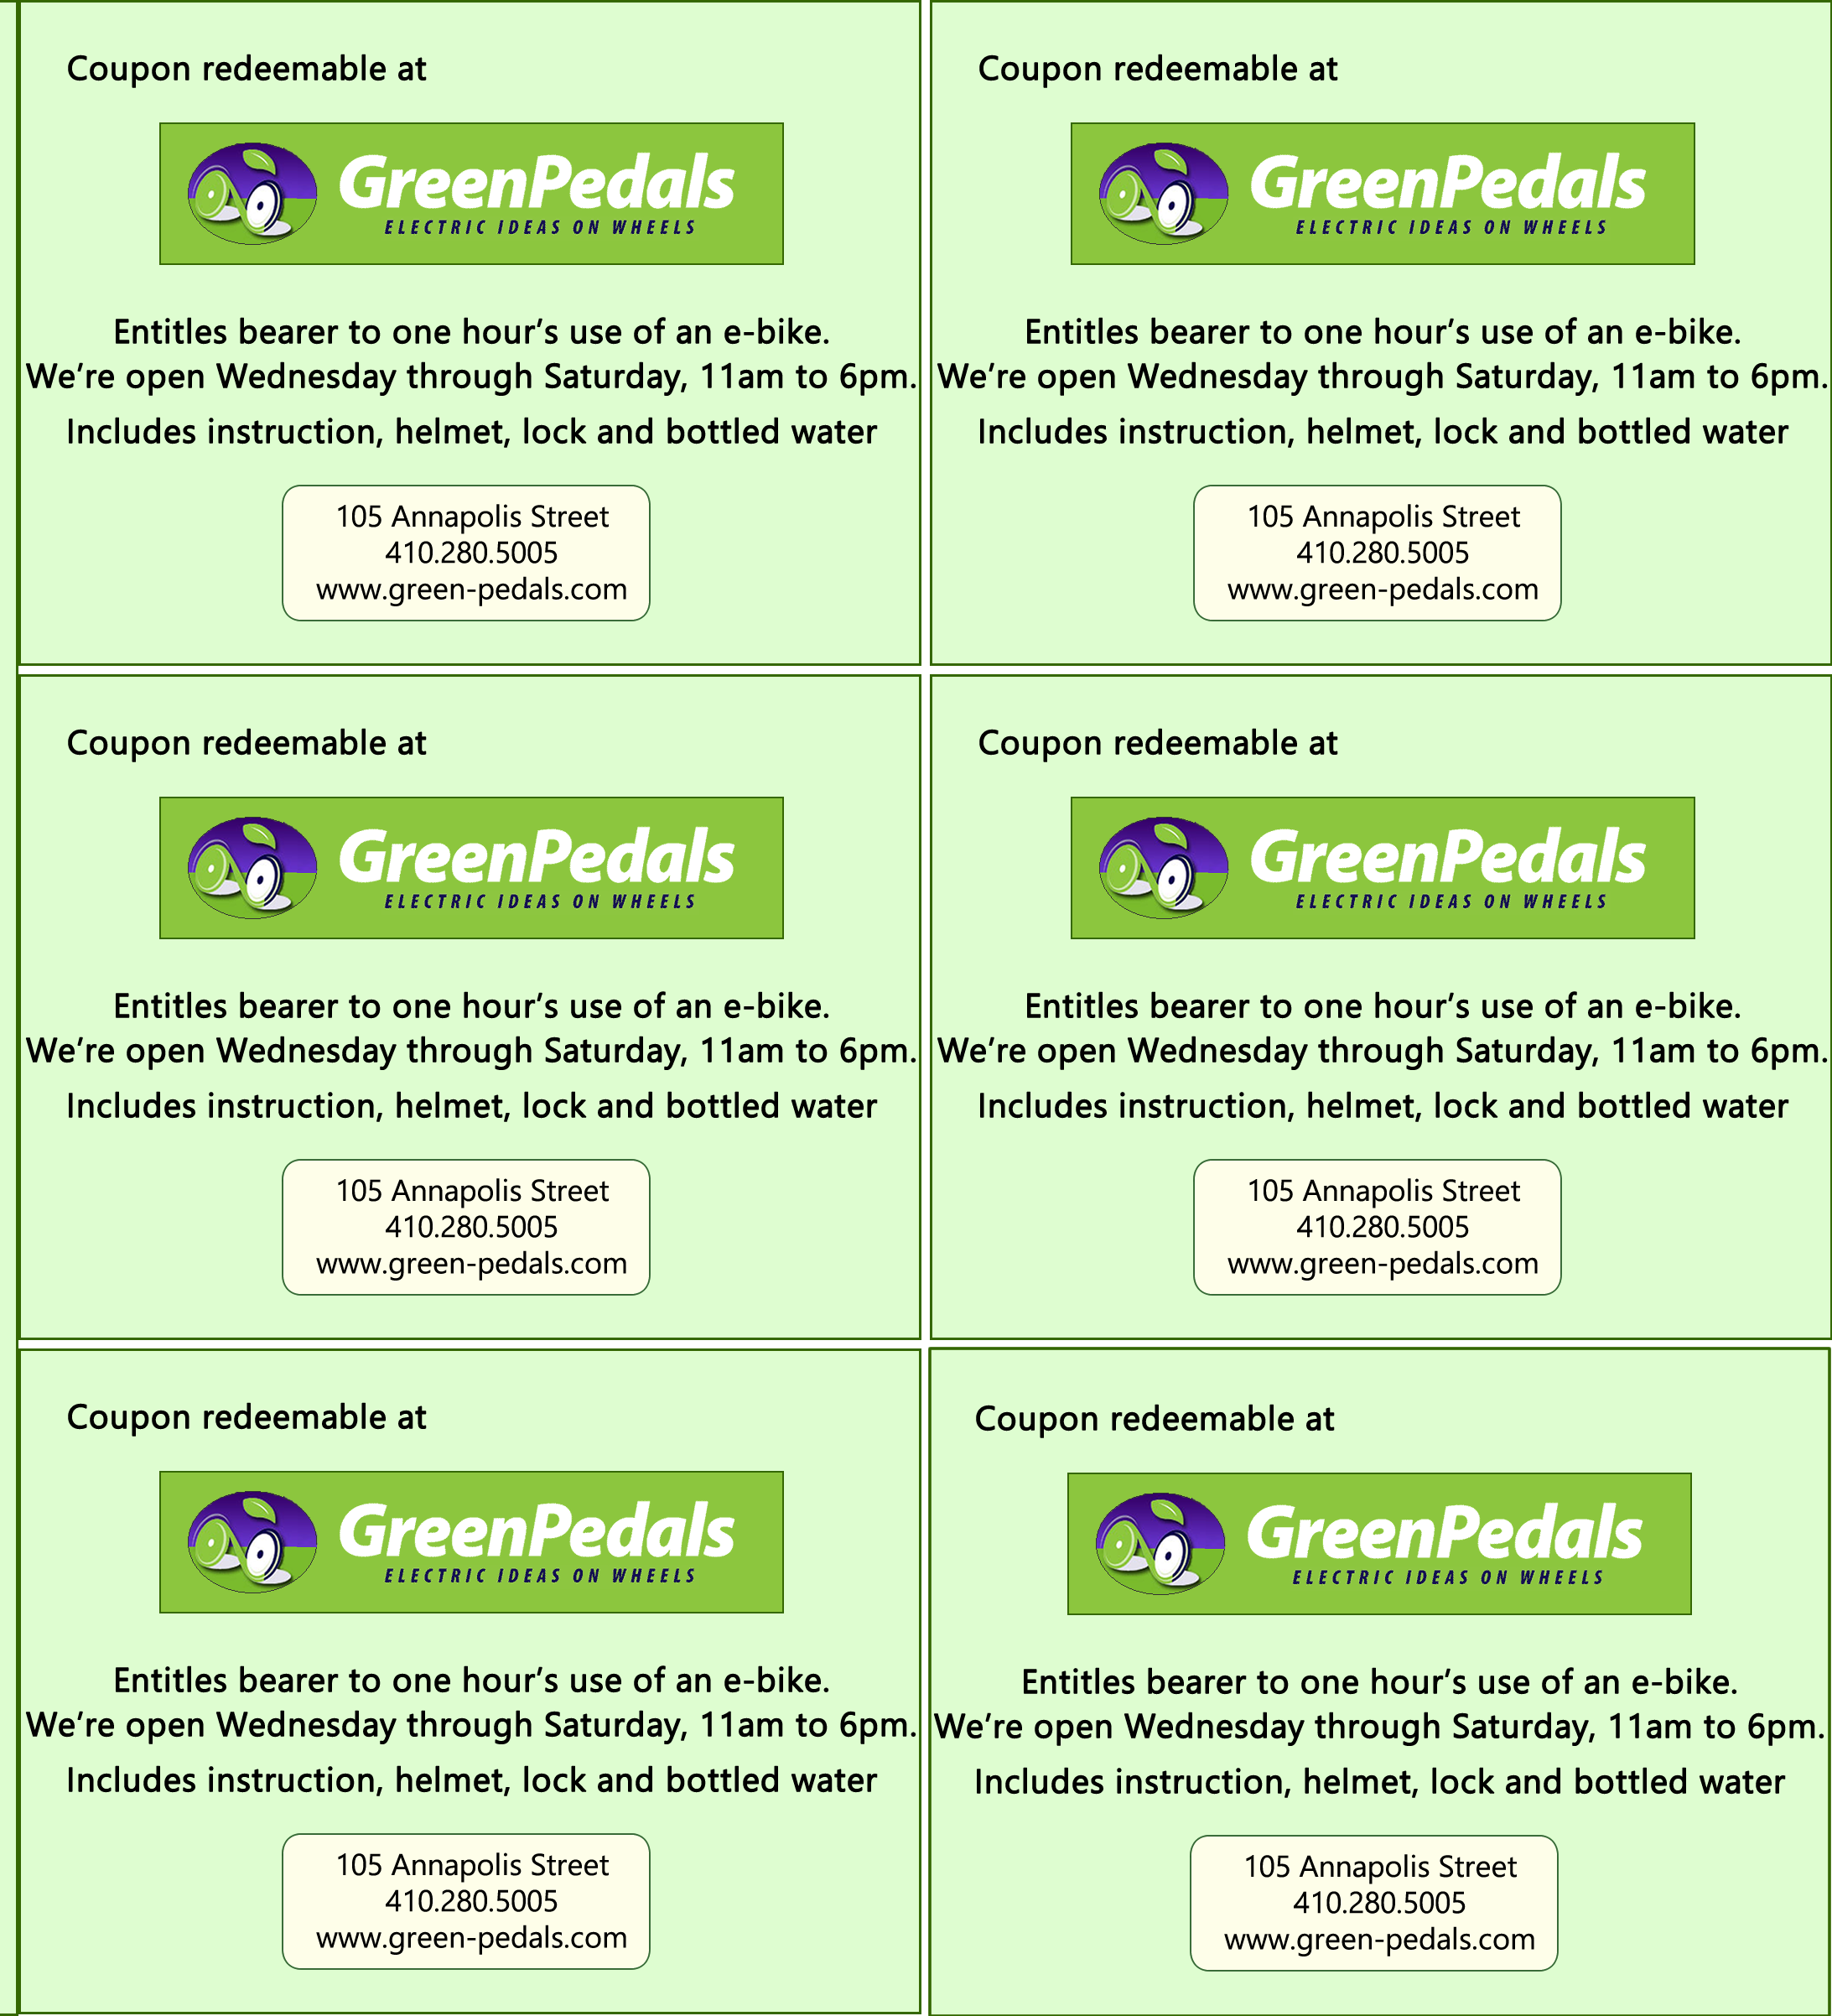 Coupon redeemable at
GreenPedals
ELECTRIC IDEAS ON WHEELS
Entitles bearer to one hour’s use of an e-bike.
We’re open Wednesday through Saturday, 11am to 6pm.
Includes instruction, helmet, lock and bottled water
105 Annapolis Street
410.280.5005
www.green-pedals.com
Coupon redeemable at
GreenPedals
ELECTRIC IDEAS ON WHEELS
Entitles bearer to one hour’s use of an e-bike.
We’re open Wednesday through Saturday, 11am to 6pm.
Includes instruction, helmet, lock and bottled water
105 Annapolis Street
410.280.5005
www.green-pedals.com
Coupon redeemable at
GreenPedals
ELECTRIC IDEAS ON WHEELS
Entitles bearer to one hour’s use of an e-bike.
We’re open Wednesday through Saturday, 11am to 6pm.
Includes instruction, helmet, lock and bottled water
105 Annapolis Street
410.280.5005
www.green-pedals.com
Coupon redeemable at
GreenPedals
ELECTRIC IDEAS ON WHEELS
Entitles bearer to one hour’s use of an e-bike.
We’re open Wednesday through Saturday, 11am to 6pm.
Includes instruction, helmet, lock and bottled water
105 Annapolis Street
410.280.5005
www.green-pedals.com
Coupon redeemable at
GreenPedals
ELECTRIC IDEAS ON WHEELS
Entitles bearer to one hour’s use of an e-bike.
We’re open Wednesday through Saturday, 11am to 6pm.
Includes instruction, helmet, lock and bottled water
105 Annapolis Street
410.280.5005
www.green-pedals.com
Coupon redeemable at
GreenPedals
ELECTRIC IDEAS ON WHEELS
Entitles bearer to one hour’s use of an e-bike.
We’re open Wednesday through Saturday, 11am to 6pm.
Includes instruction, helmet, lock and bottled water
105 Annapolis Street
410.280.5005
www.green-pedals.com